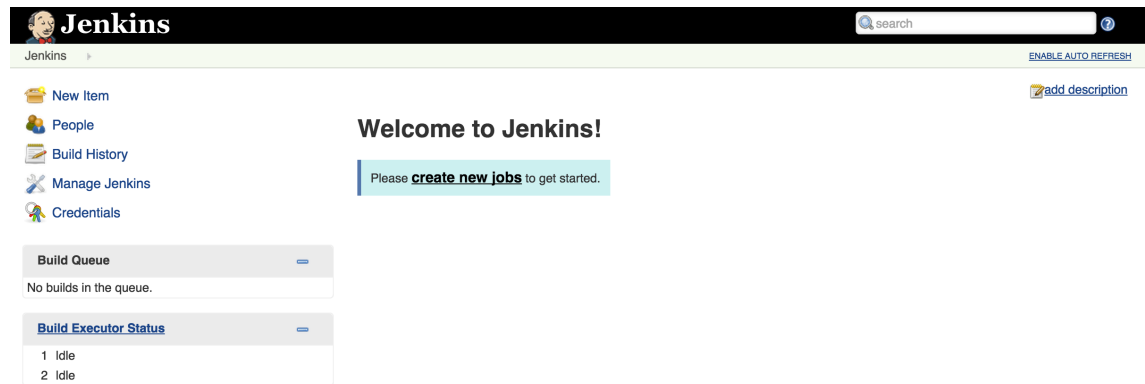 Jenkins
search
Jenkins
ENABLE AUTO REFRESH
New Item
People
Build History
Manage Jenkins
Credentials
add description
Welcome to Jenkins!
Please create new jobs to get started.
Build Queue
No builds in the queue.
Build Executor Status
1 Idle
2 Idle